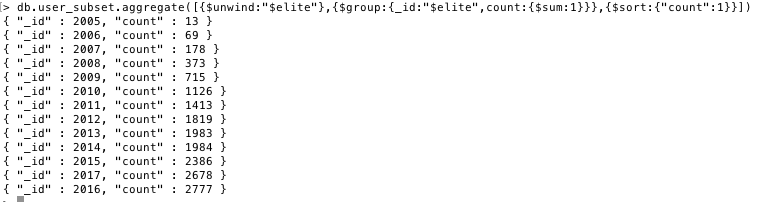 > db.user_subset.aggregate([{$unwind:"$elite"},{$group:{_id:"$elite",count:{$sum:1}}},{$sort:{"count":1}}])
{ "_id" : 2005, "count" : 13 }
{ "_id" : 2006, "count" : 69 }
{ "_id" : 2007, "count" : 178 }
{ "_id" : 2008, "count" : 373 }
{ "_id" : 2009, "count" : 715 }
{ "_id" : 2010, "count" : 1126 }
{ "_id" : 2011, "count" : 1413 }
{ "_id" : 2012, "count" : 1819 }
{ "_id" : 2013, "count" : 1983 }
{ "_id" : 2014, "count" : 1984 }
{ "_id" : 2015, "count" : 2386 }
{ "_id" : 2017, "count" : 2678 }
{ "_id" : 2016, "count" : 2777 }